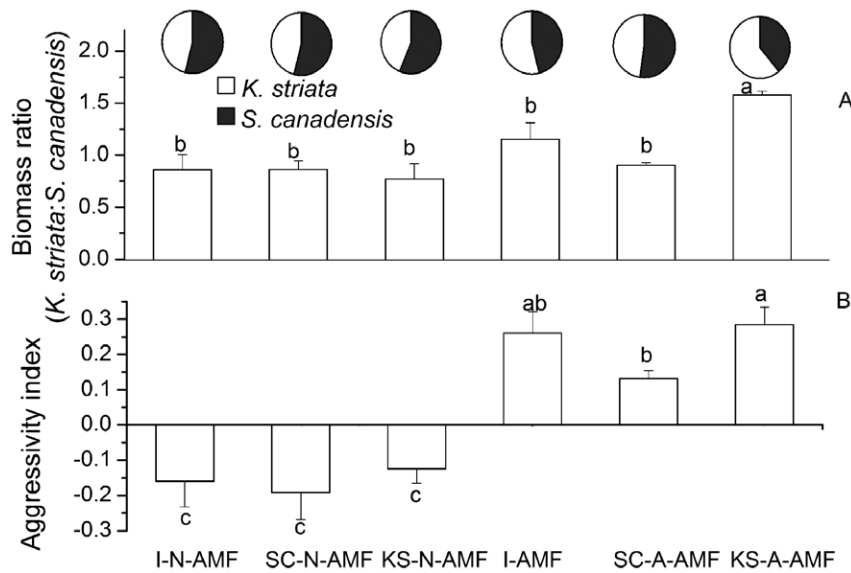 2.0
1.5
1.0
0.5
0.0
Biomass ratio
(K. striata:S. canadensis)
K. striata
S. canadensis
b
b
b
b
b
a
A
0.3
0.2
0.1
0.0
-0.1
-0.2
-0.3
Aggressivity index
c
c
c
ab
b
a
B
I-N-AMF SC-N-AMF KS-N-AMF I-AMF SC-A-AMF KS-A-AMF